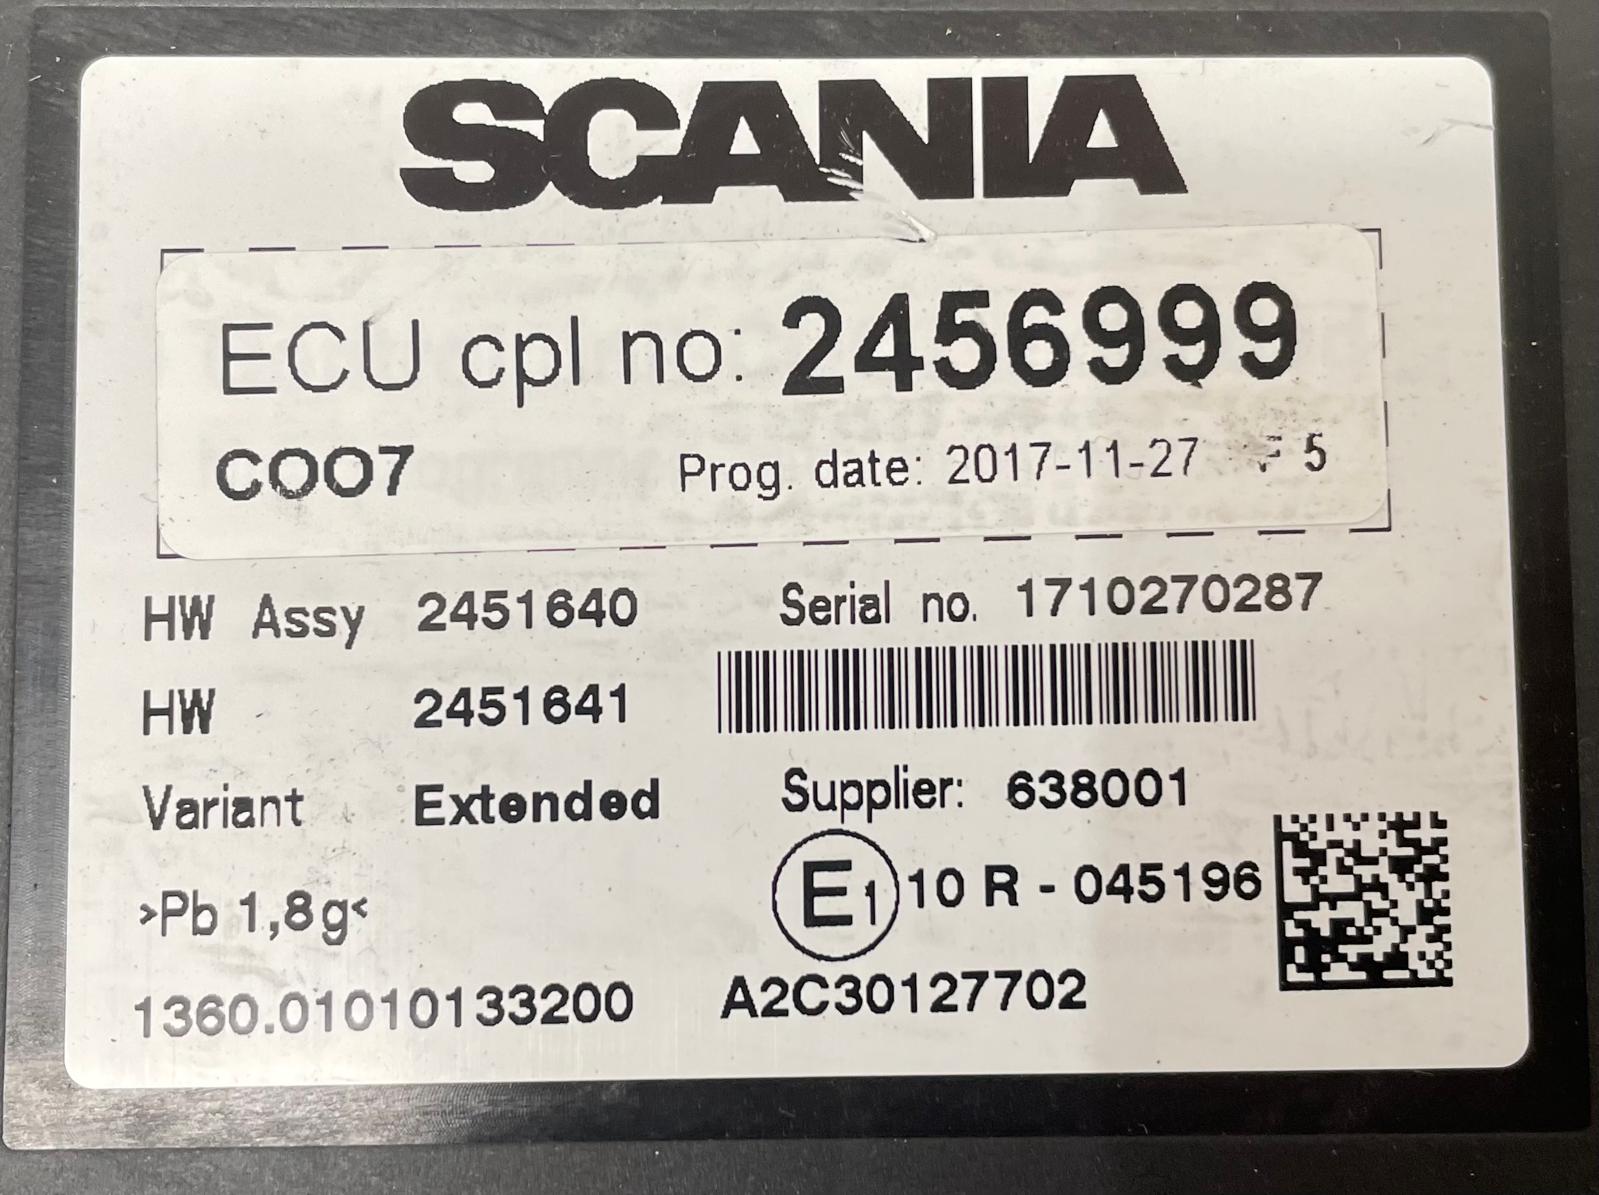 SCANIA
ECU cpl no: 2456999
COO7 Prog. date: 2017-11-27 F 5
HW Assy 2451640 Serial no. 1710270287
HW 2451641
Variant Extended Supplier: 638001
E1 10 R - 045196
>Pb 1,8g<
1360.01010133200 A2C30127702